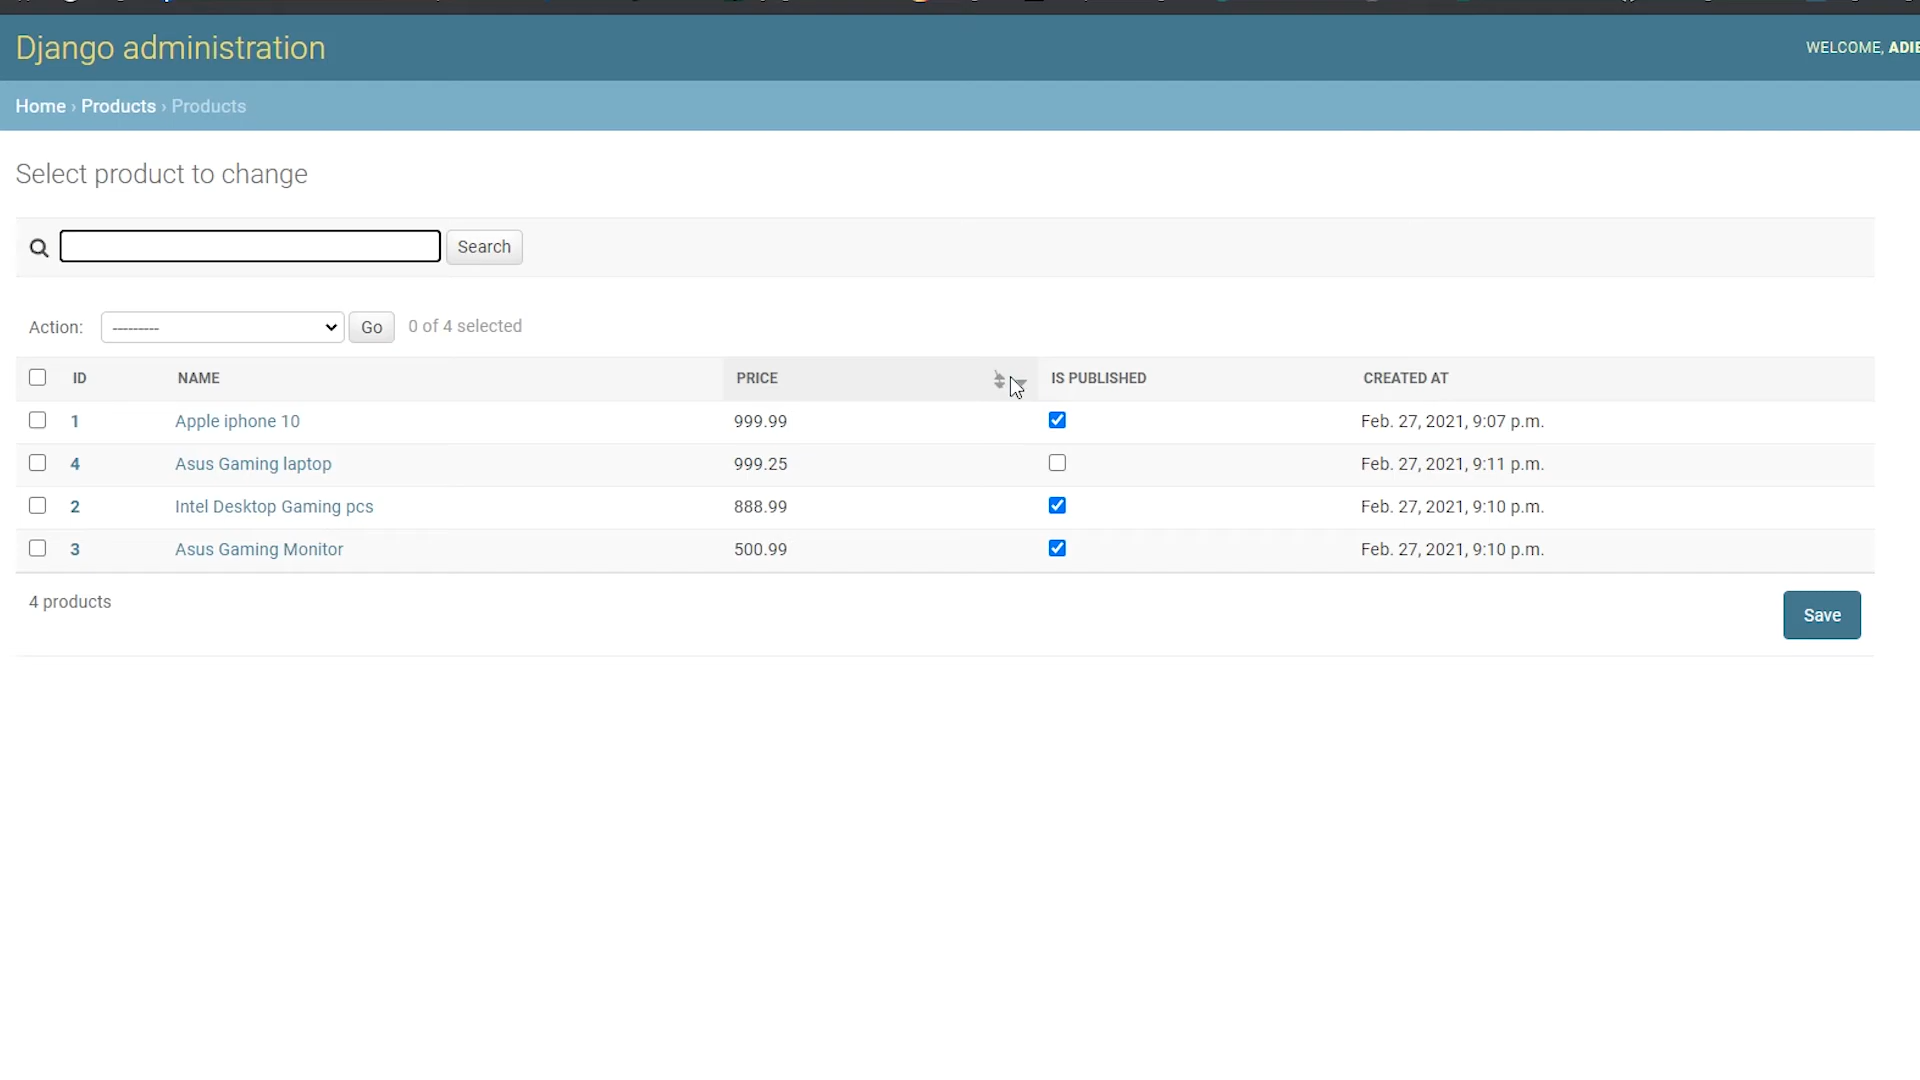 Django administration
WELCOME, ADIE
Home › Products › Products
Select product to change
Search
Action: --------- Go 0 of 4 selected
ID NAME PRICE IS PUBLISHED CREATED AT
1 Apple iphone 10 999.99 Feb. 27, 2021, 9:07 p.m.
4 Asus Gaming laptop 999.25 Feb. 27, 2021, 9:11 p.m.
2 Intel Desktop Gaming pcs 888.99 Feb. 27, 2021, 9:10 p.m.
3 Asus Gaming Monitor 500.99 Feb. 27, 2021, 9:10 p.m.
4 products
Save